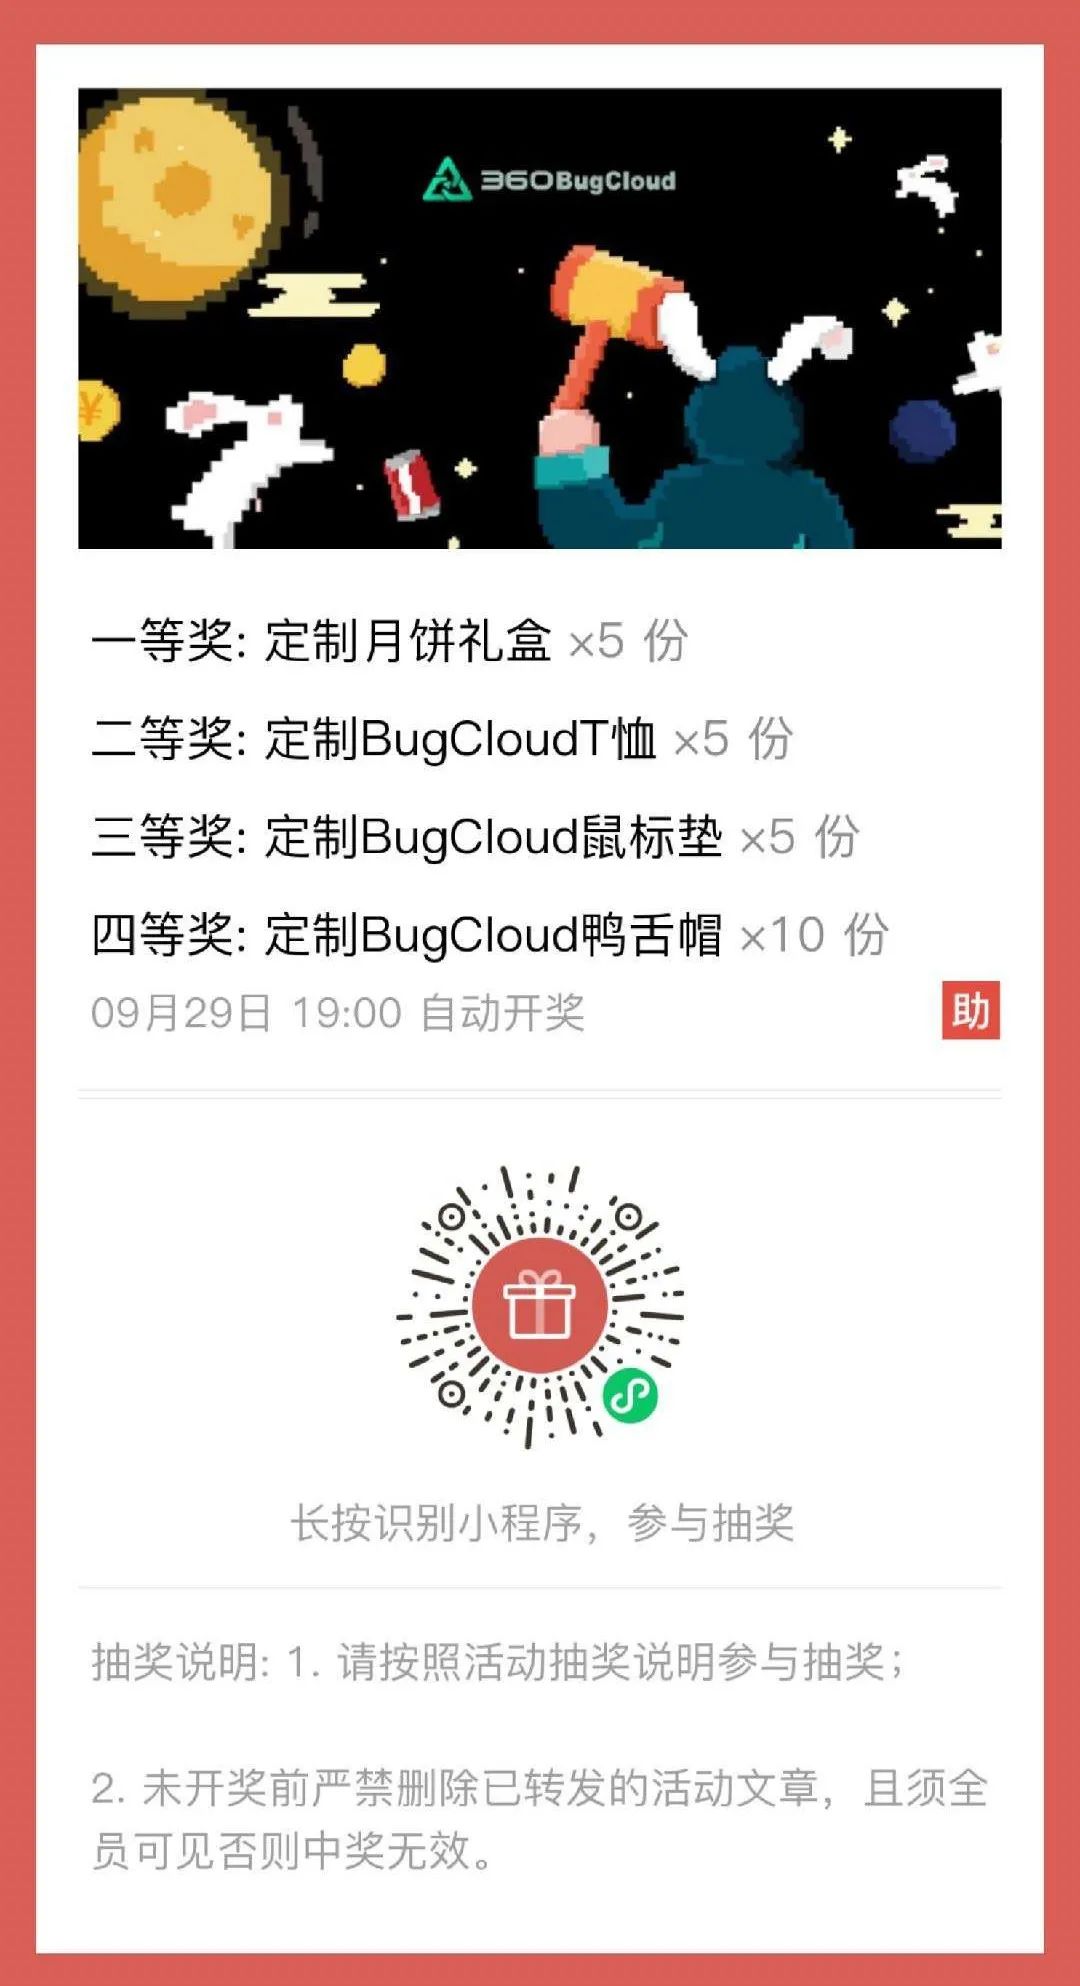 360BugCloud
¥
一等奖: 定制月饼礼盒 ×5 份
二等奖: 定制BugCloudT恤 ×5 份
三等奖: 定制BugCloud鼠标垫 ×5 份
四等奖: 定制BugCloud鸭舌帽 ×10 份
09月29日 19:00 自动开奖
助
长按识别小程序，参与抽奖
抽奖说明: 1. 请按照活动抽奖说明参与抽奖；
2. 未开奖前严禁删除已转发的活动文章，且须全
员可见否则中奖无效。